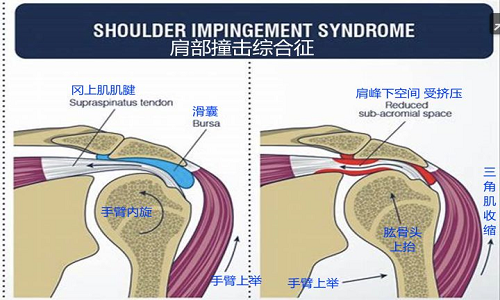 SHOULDER IMPINGEMENT SYNDROME
肩部撞击综合征
冈上肌肌腱
Supraspinatus tendon
滑囊
Bursa
手臂内旋
手臂上举
肩峰下空间 受挤压
Reduced
sub-acromial space
三角肌收缩
肱骨头
上抬
手臂上举